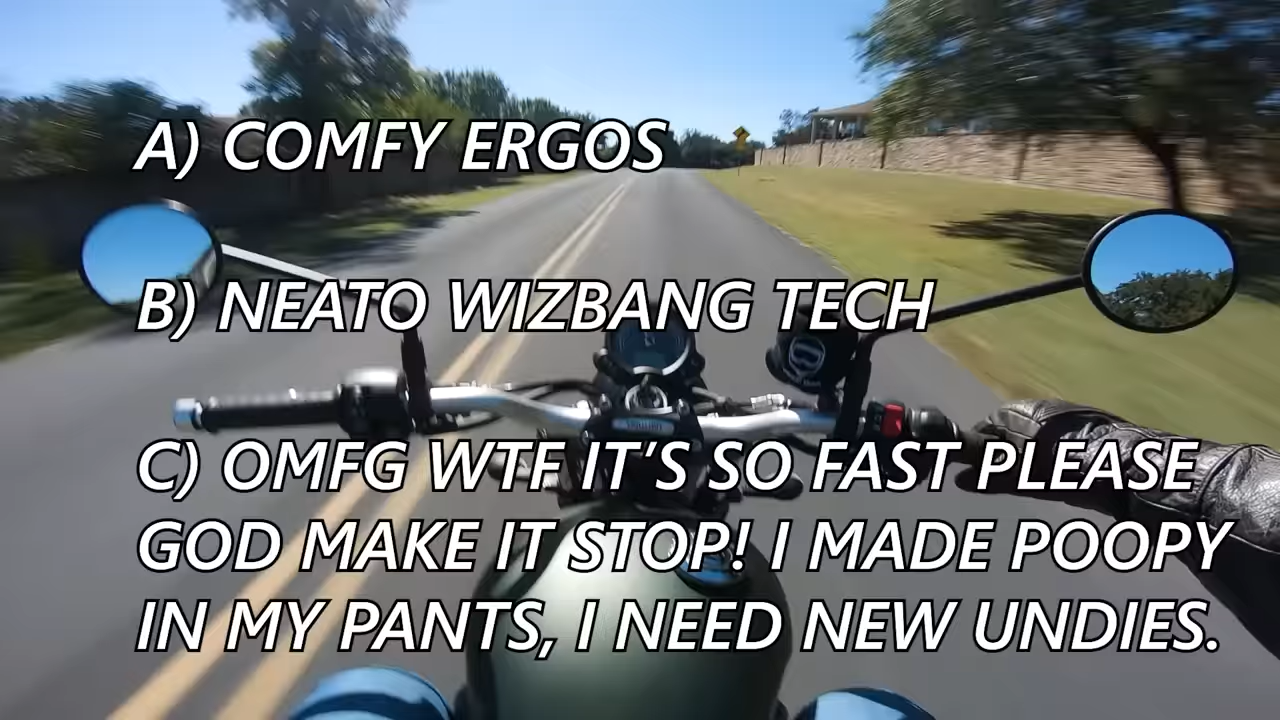 A) COMFY ERGOS
B) NEATO WIZBANG TECH
C) OMFG WTF IT'S SO FAST PLEASE
GOD MAKE IT STOP! I MADE POOPY
IN MY PANTS, I NEED NEW UNDIES.